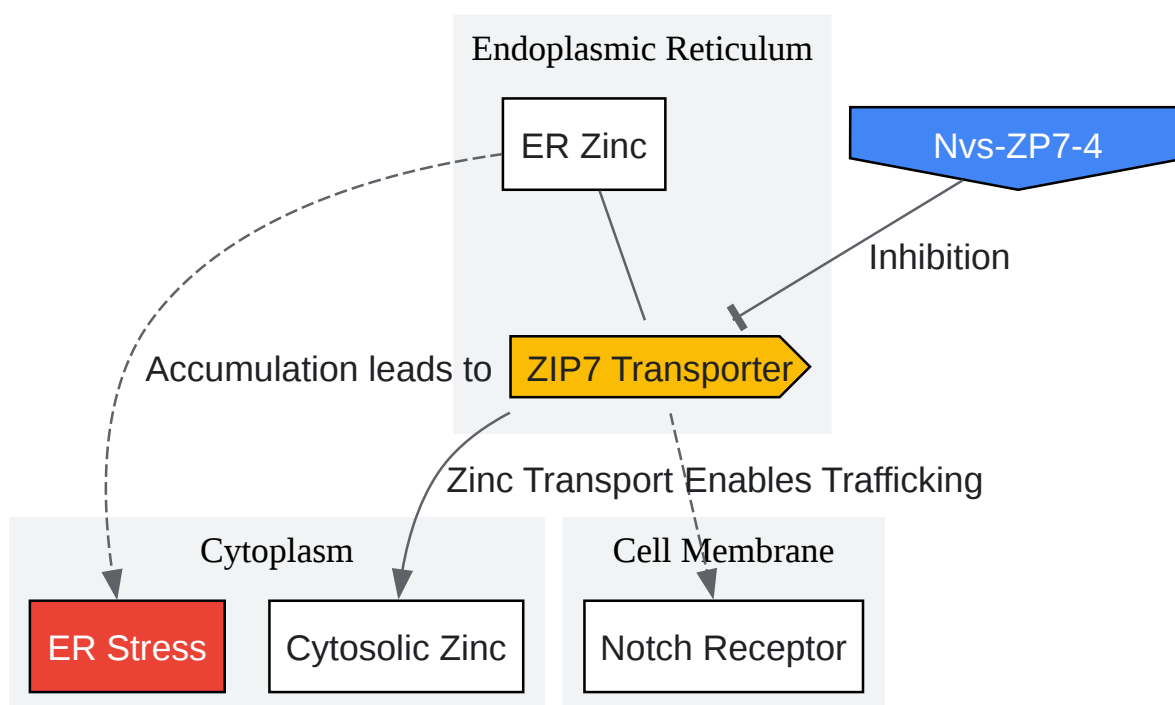 Endoplasmic Reticulum
ER Zinc
Nvs-ZP7-4
Inhibition
Accumulation leads to
ZIP7 Transporter
Zinc Transport
Enables Trafficking
Cytoplasm
Cell Membrane
ER Stress
Cytosolic Zinc
Notch Receptor